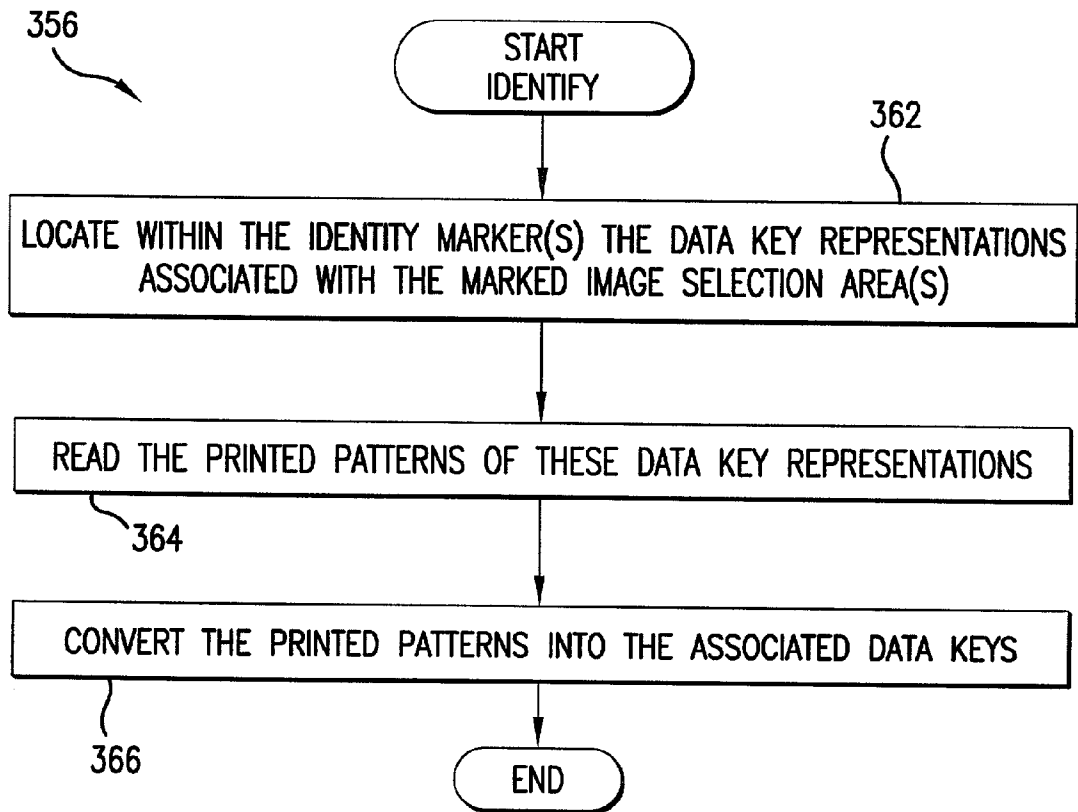 356
START
IDENTIFY
362
LOCATE WITHIN THE IDENTITY MARKER(S) THE DATA KEY REPRESENTATIONS
ASSOCIATED WITH THE MARKED IMAGE SELECTION AREA(S)
READ THE PRINTED PATTERNS OF THESE DATA KEY REPRESENTATIONS
364
CONVERT THE PRINTED PATTERNS INTO THE ASSOCIATED DATA KEYS
366
END